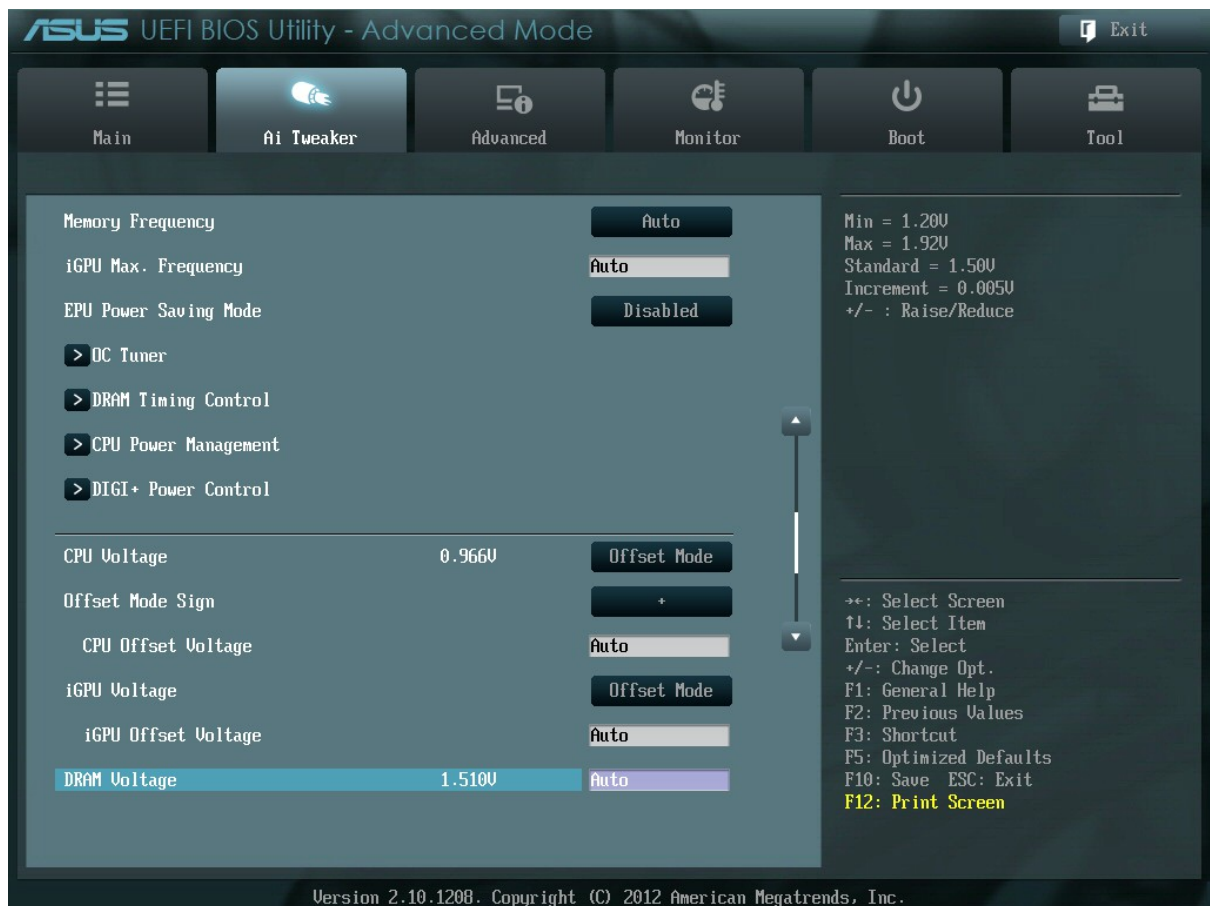 ASUS UEFI BIOS Utility - Advanced Mode
Exit
Main
Ai Tweaker
Advanced
Monitor
Boot
Tool
Memory Frequency Auto
iGPU Max. Frequency Auto
EPU Power Saving Mode Disabled
> OC Tuner
> DRAM Timing Control
> CPU Power Management
> DIGI+ Power Control
CPU Voltage 0.966V Offset Mode
Offset Mode Sign +
CPU Offset Voltage Auto
iGPU Voltage Offset Mode
iGPU Offset Voltage Auto
DRAM Voltage 1.510V Auto
Min = 1.20V
Max = 1.92V
Standard = 1.50V
Increment = 0.005V
+/- : Raise/Reduce
→←: Select Screen
↑↓: Select Item
Enter: Select
+/-: Change Opt.
F1: General Help
F2: Previous Values
F3: Shortcut
F5: Optimized Defaults
F10: Save ESC: Exit
F12: Print Screen
Version 2.10.1208. Copyright (C) 2012 American Megatrends, Inc.